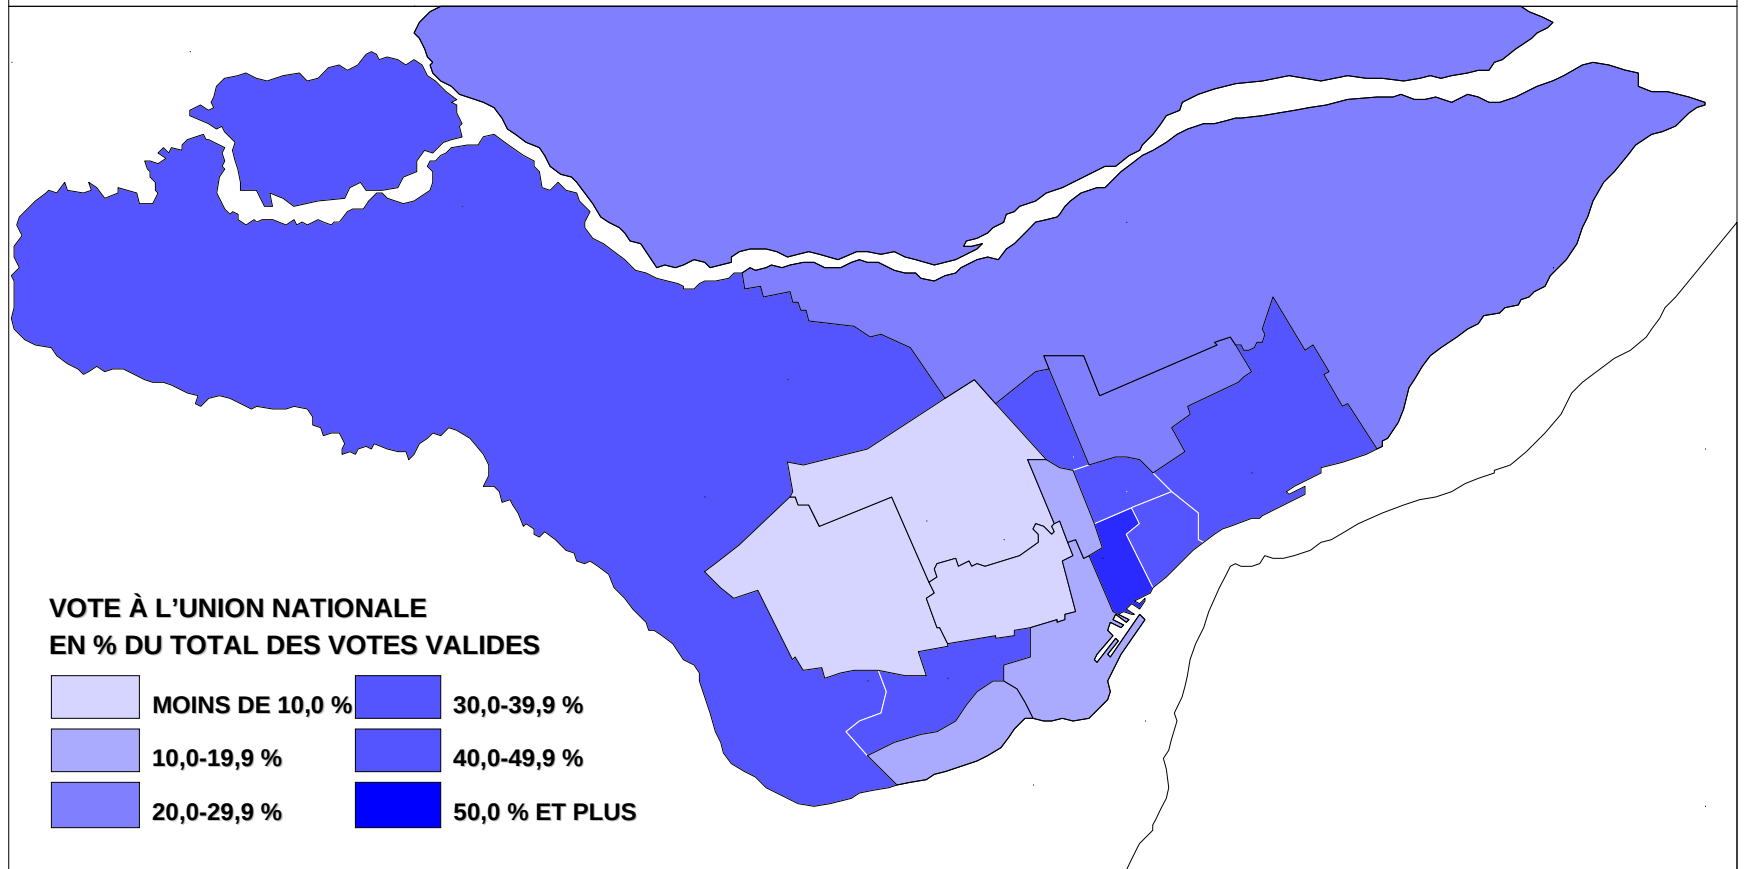 VOTE À L’UNION NATIONALE
EN % DU TOTAL DES VOTES VALIDES
MOINS DE 10,0 %
10,0-19,9 %
20,0-29,9 %
30,0-39,9 %
40,0-49,9 %
50,0 % ET PLUS